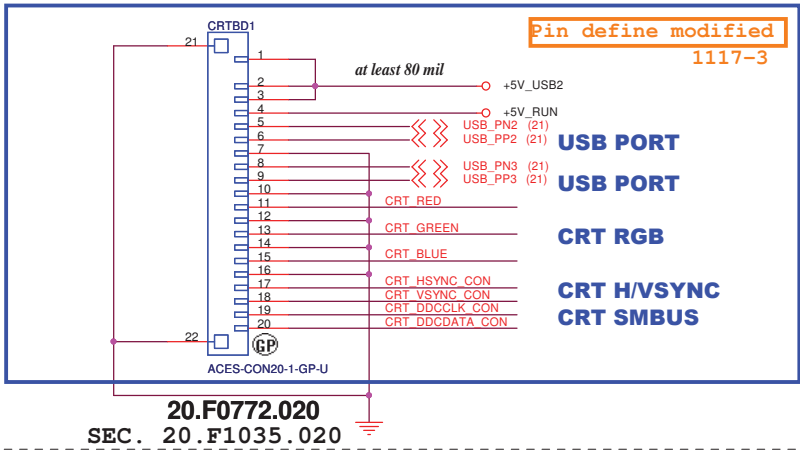 CRTBD1
Pin define modified
1117-3
21
1
at least 80 mil
2
+5V_USB2
3
4
+5V_RUN
5
USB_PN2 (21)
6
USB_PP2 (21)
USB PORT
7
8
USB_PN3 (21)
9
USB_PP3 (21)
USB PORT
10
11
CRT_RED
12
13
CRT_GREEN
CRT RGB
14
15
CRT_BLUE
16
17
CRT_HSYNC_CON
CRT H/VSYNC
18
CRT_VSYNC_CON
19
CRT_DDCCLK_CON
CRT SMBUS
20
CRT_DDCDATA_CON
22
GP
ACES-CON20-1-GP-U
20.F0772.020
SEC. 20.F1035.020